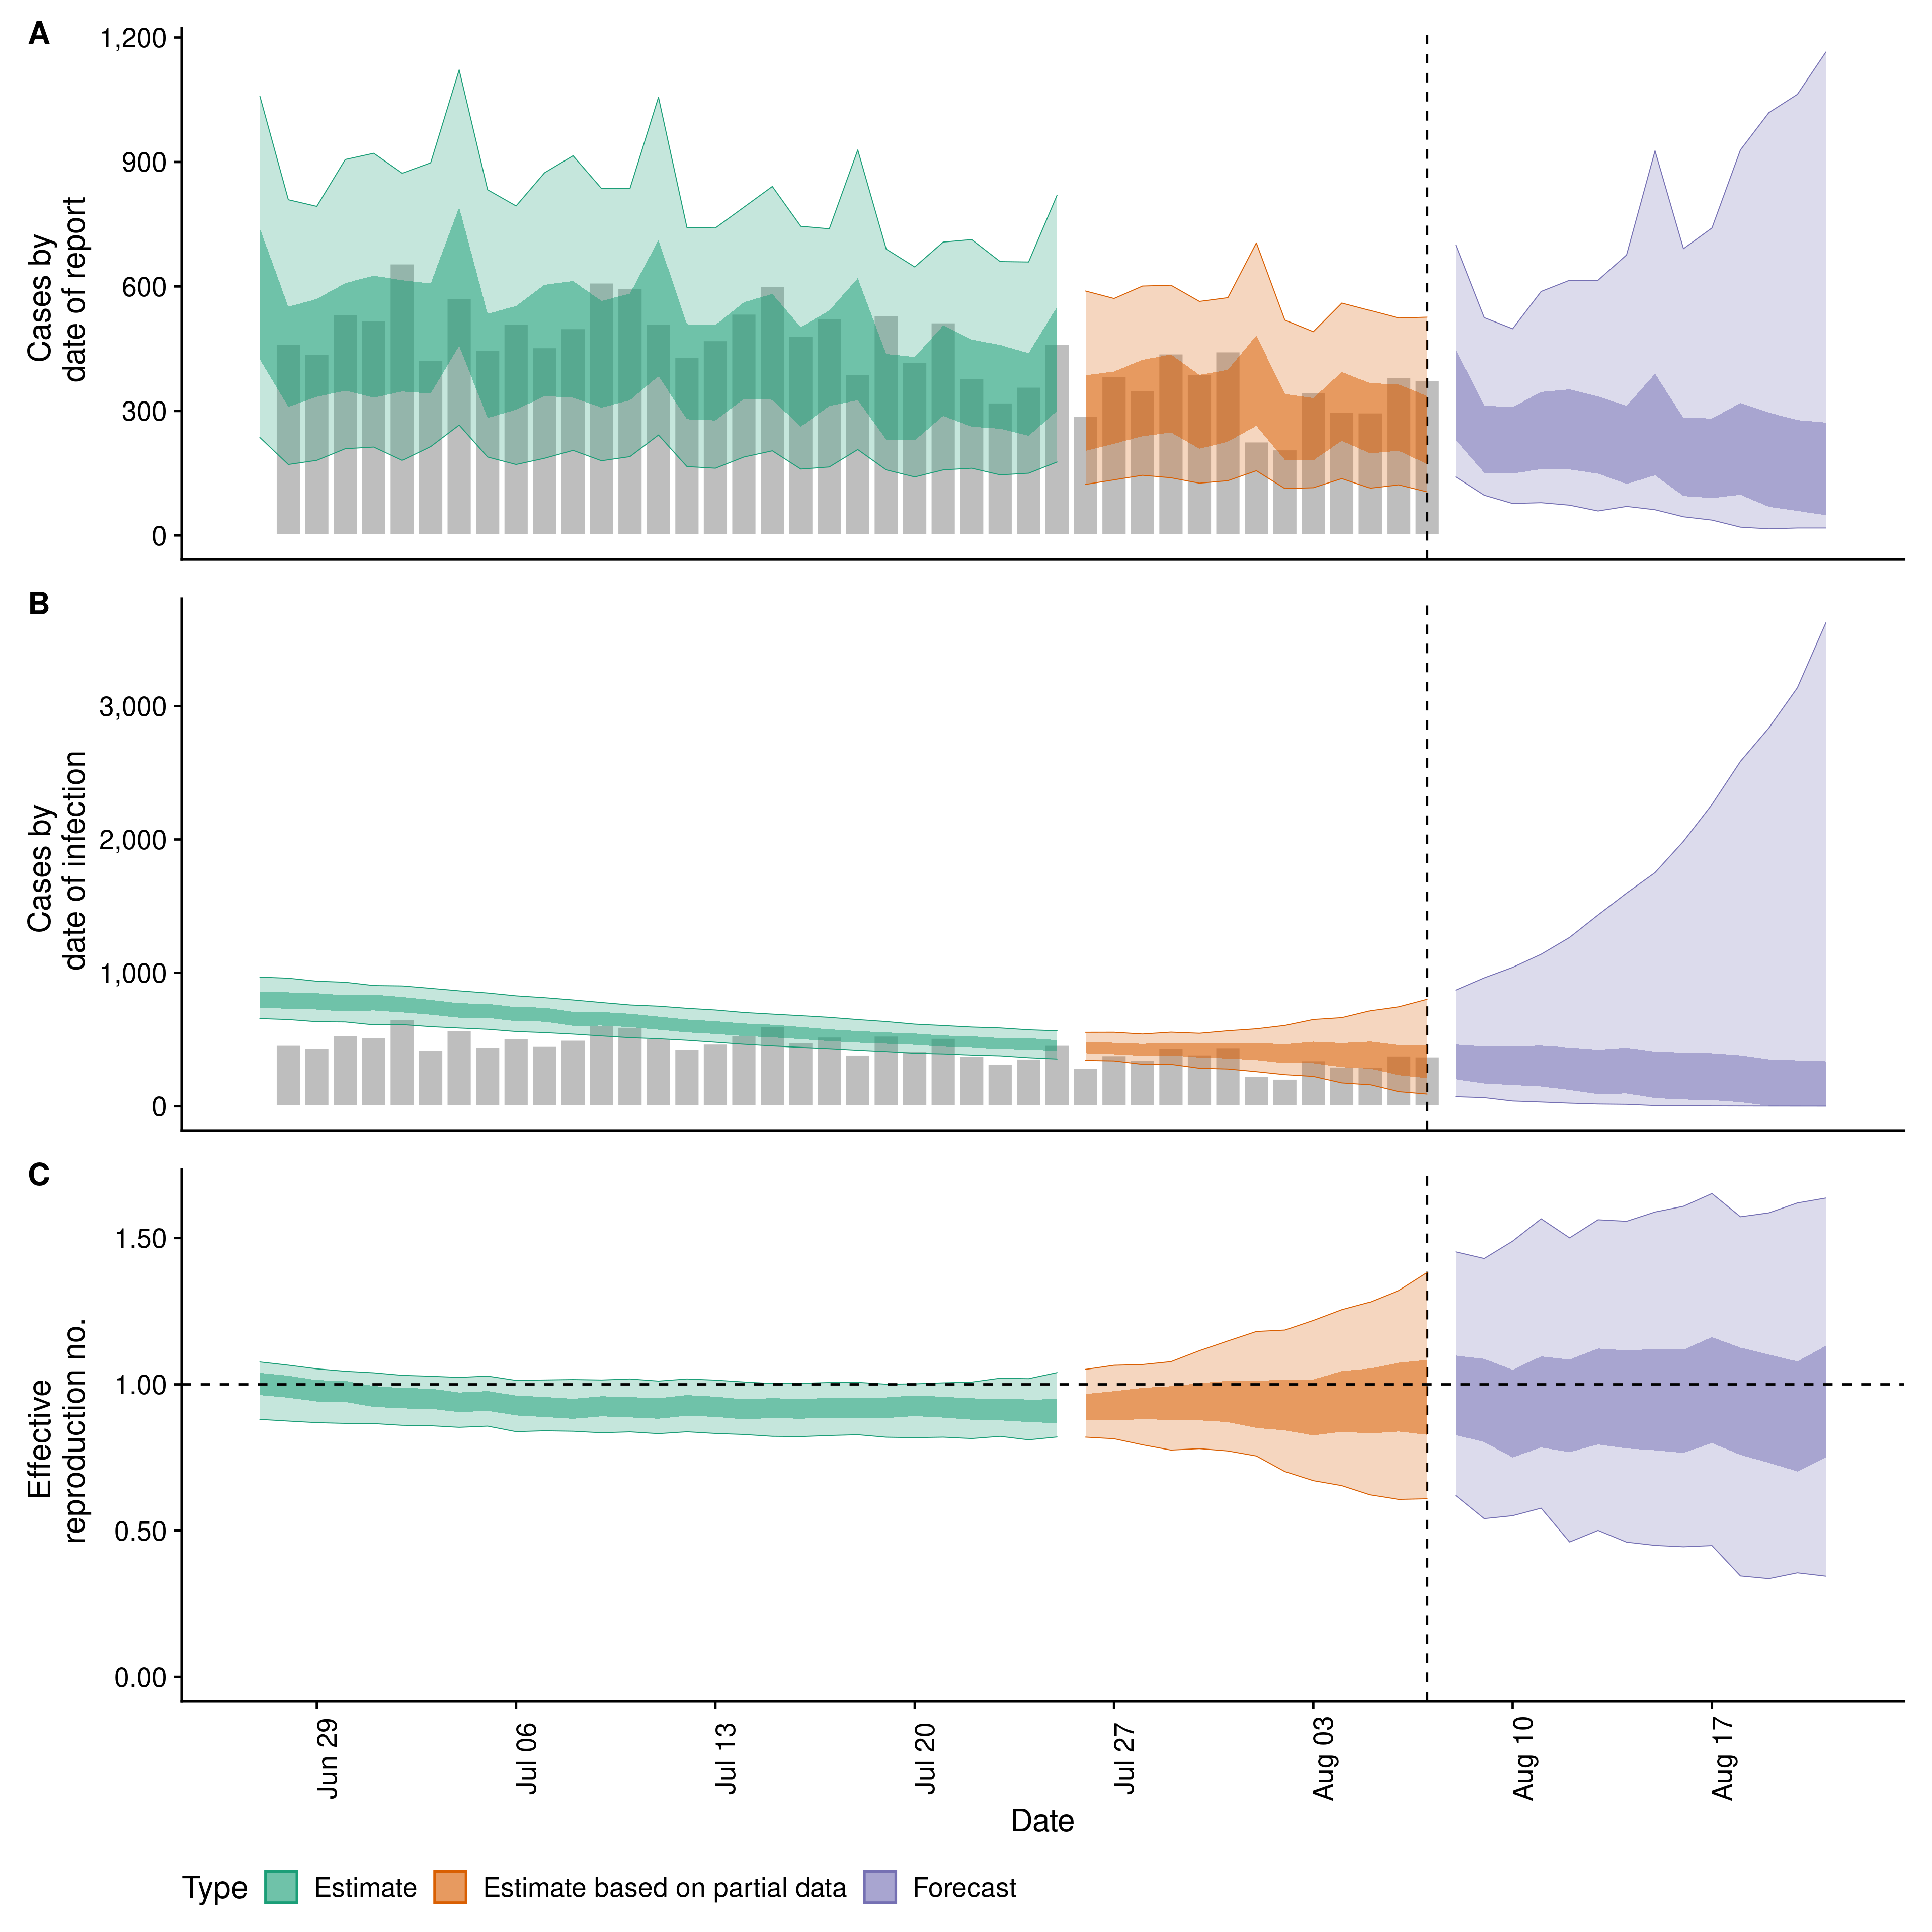 A
1,200
900
600
300
0
Cases by
date of report
B
3,000
2,000
1,000
0
Cases by
date of infection
C
1.50
1.00
0.50
0.00
Effective
reproduction no.
Jun 29
Jul 06
Jul 13
Jul 20
Jul 27
Aug 03
Aug 10
Aug 17
Date
Type Estimate Estimate based on partial data Forecast